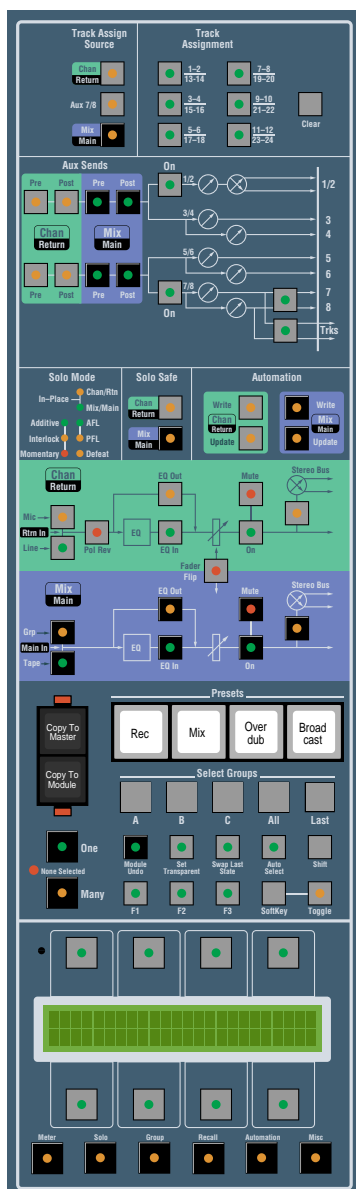 Track Assign
Source
Track
Assignment
Chan
Return
1–2
13-14
7–8
19–20
Aux 7/8
3–4
15-16
9–10
21–22
Clear
Mix
Main
5–6
17–18
11–12
23–24
Aux Sends
On
Pre Post Pre Post
1/2
1/2
3/4
3
4
Chan
Return
Mix
Main
5/6
5
6
7/8
7
8
Pre Post Pre Post
On
Trks
Solo Mode
Solo Safe
Automation
In–Place
Chan/Rtn
Mix/Main
Chan
Return
Write
Chan
Return
Update
Write
Mix
Main
Update
Additive
AFL
Mix
Main
Interlock
PFL
Momentary
Defeat
Chan
Return
EQ Out
Mute
Stereo Bus
Mic
Rtrn In
Line
Pol Rev
EQ
EQ In
On
Fader
Flip
Mix
Main
EQ Out
Mute
Stereo Bus
Grp
Main In
Tape
EQ
EQ In
On
Presets
Copy To
Master
Rec
Mix
Over
dub
Broad
cast
Copy To
Module
Select Groups
A B C All Last
One
None Selected
Many
Module
Undo
Set
Transparent
Swap Last
State
Auto
Select
Shift
F1 F2 F3 SoftKey Toggle
Meter Solo Group Recall Automation Misc